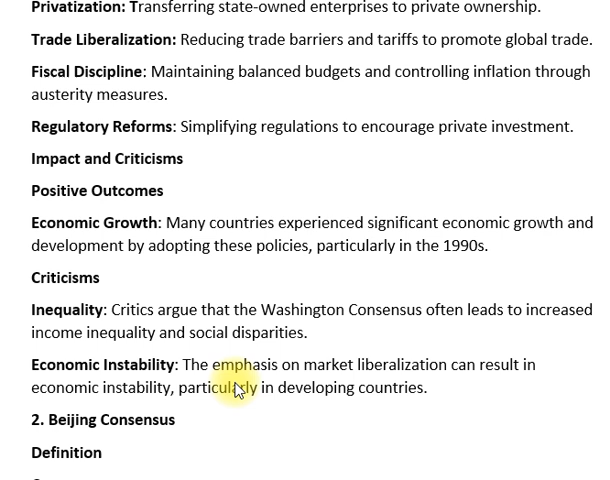 Privatization: Transferring state-owned enterprises to private ownership.
Trade Liberalization: Reducing trade barriers and tariffs to promote global trade.
Fiscal Discipline: Maintaining balanced budgets and controlling inflation through
austerity measures.
Regulatory Reforms: Simplifying regulations to encourage private investment.
Impact and Criticisms
Positive Outcomes
Economic Growth: Many countries experienced significant economic growth and
development by adopting these policies, particularly in the 1990s.
Criticisms
Inequality: Critics argue that the Washington Consensus often leads to increased
income inequality and social disparities.
Economic Instability: The emphasis on market liberalization can result in
economic instability, particularly in developing countries.
2. Beijing Consensus
Definition